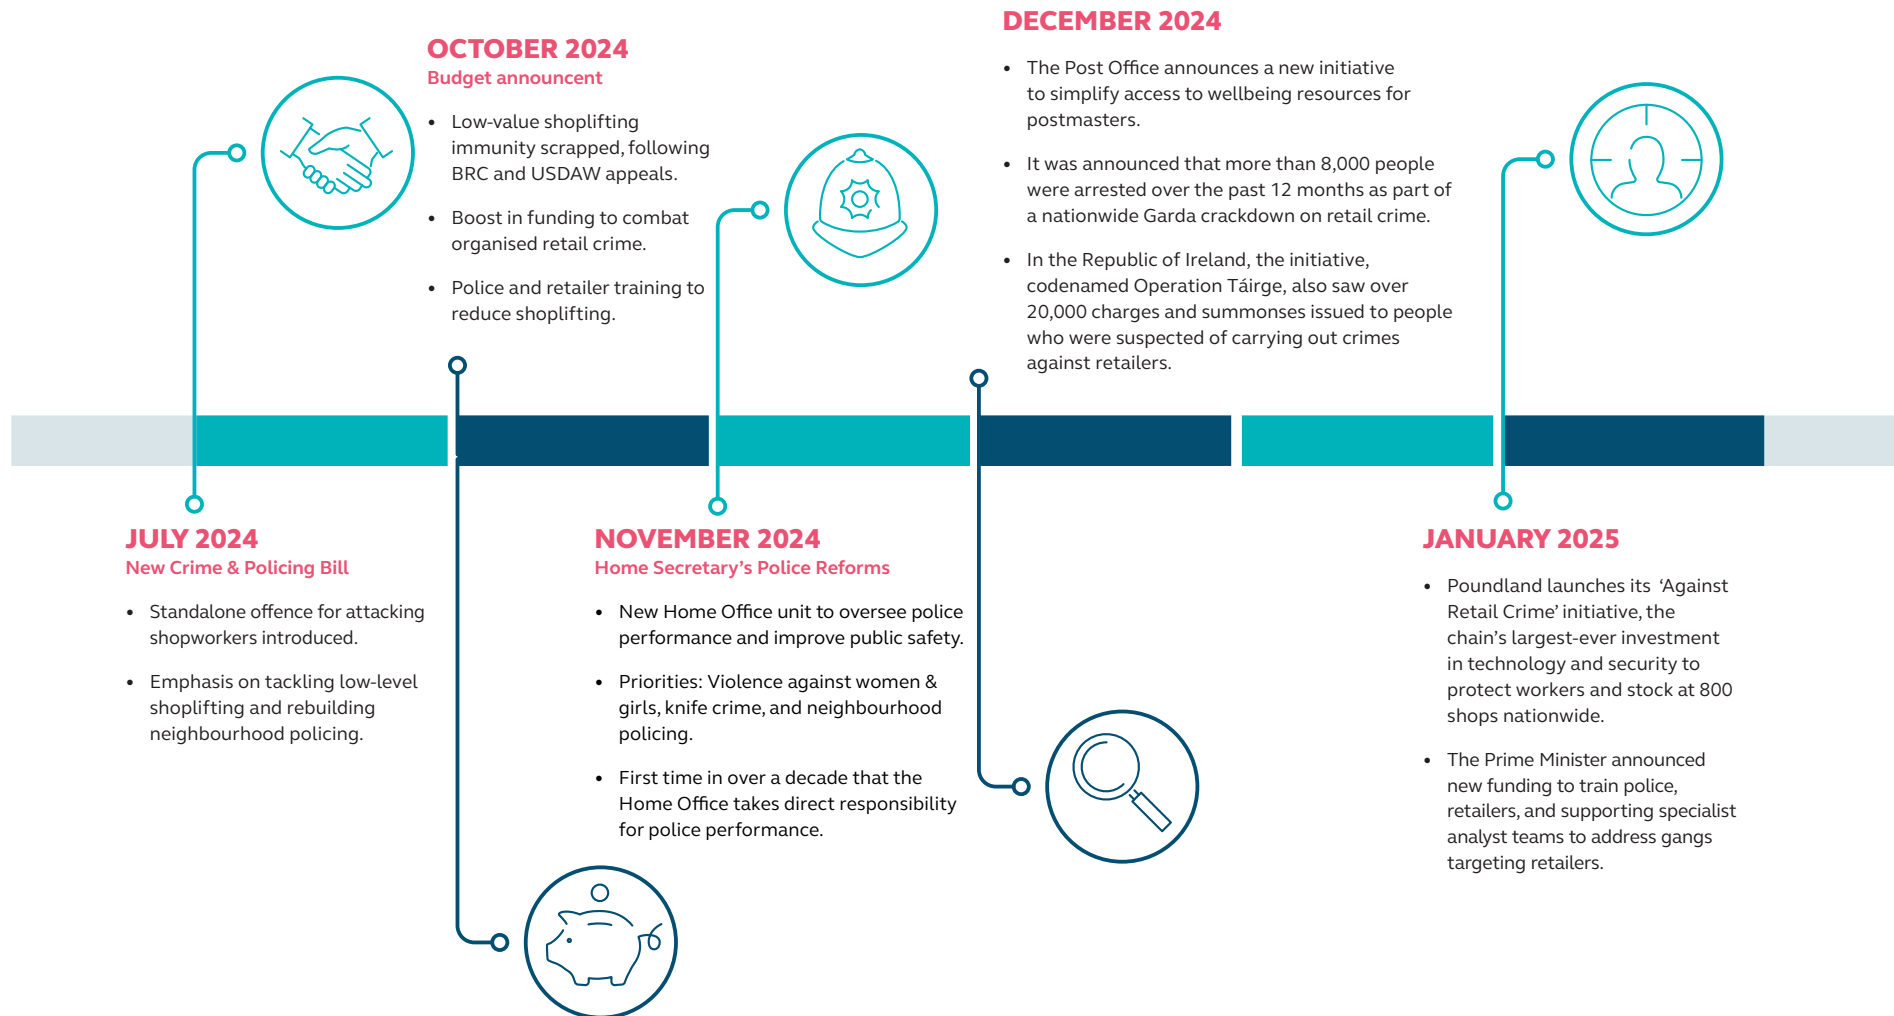 JULY 2024
New Crime & Policing Bill
• Standalone offence for attacking
shopworkers introduced.
• Emphasis on tackling low-level
shoplifting and rebuilding
neighbourhood policing.
OCTOBER 2024
Budget announcent
• Low-value shoplifting
immunity scrapped, following
BRC and USDAW appeals.
• Boost in funding to combat
organised retail crime.
• Police and retailer training to
reduce shoplifting.
NOVEMBER 2024
Home Secretary’s Police Reforms
• New Home Office unit to oversee police
performance and improve public safety.
• Priorities: Violence against women &
girls, knife crime, and neighbourhood
policing.
• First time in over a decade that the
Home Office takes direct responsibility
for police performance.
DECEMBER 2024
• The Post Office announces a new initiative
to simplify access to wellbeing resources for
postmasters.
• It was announced that more than 8,000 people
were arrested over the past 12 months as part of
a nationwide Garda crackdown on retail crime.
• In the Republic of Ireland, the initiative,
codenamed Operation Táirge, also saw over
20,000 charges and summonses issued to people
who were suspected of carrying out crimes
against retailers.
JANUARY 2025
• Poundland launches its ‘Against
Retail Crime’ initiative, the
chain’s largest-ever investment
in technology and security to
protect workers and stock at 800
shops nationwide.
• The Prime Minister announced
new funding to train police,
retailers, and supporting specialist
analyst teams to address gangs
targeting retailers.